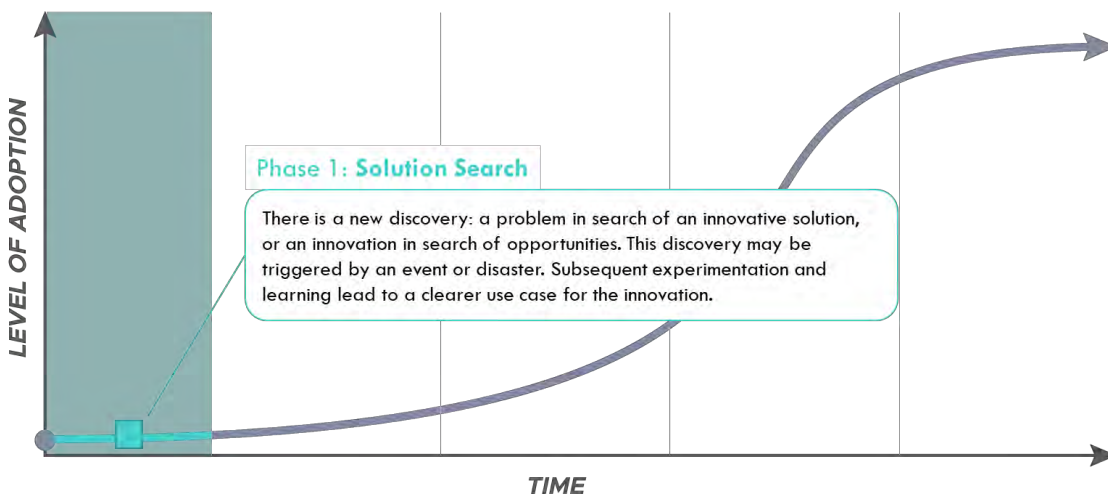 LEVEL OF ADOPTION
Phase 1: Solution Search
There is a new discovery: a problem in search of an innovative solution,
or an innovation in search of opportunities. This discovery may be
triggered by an event or disaster. Subsequent experimentation and
learning lead to a clearer use case for the innovation.
TIME